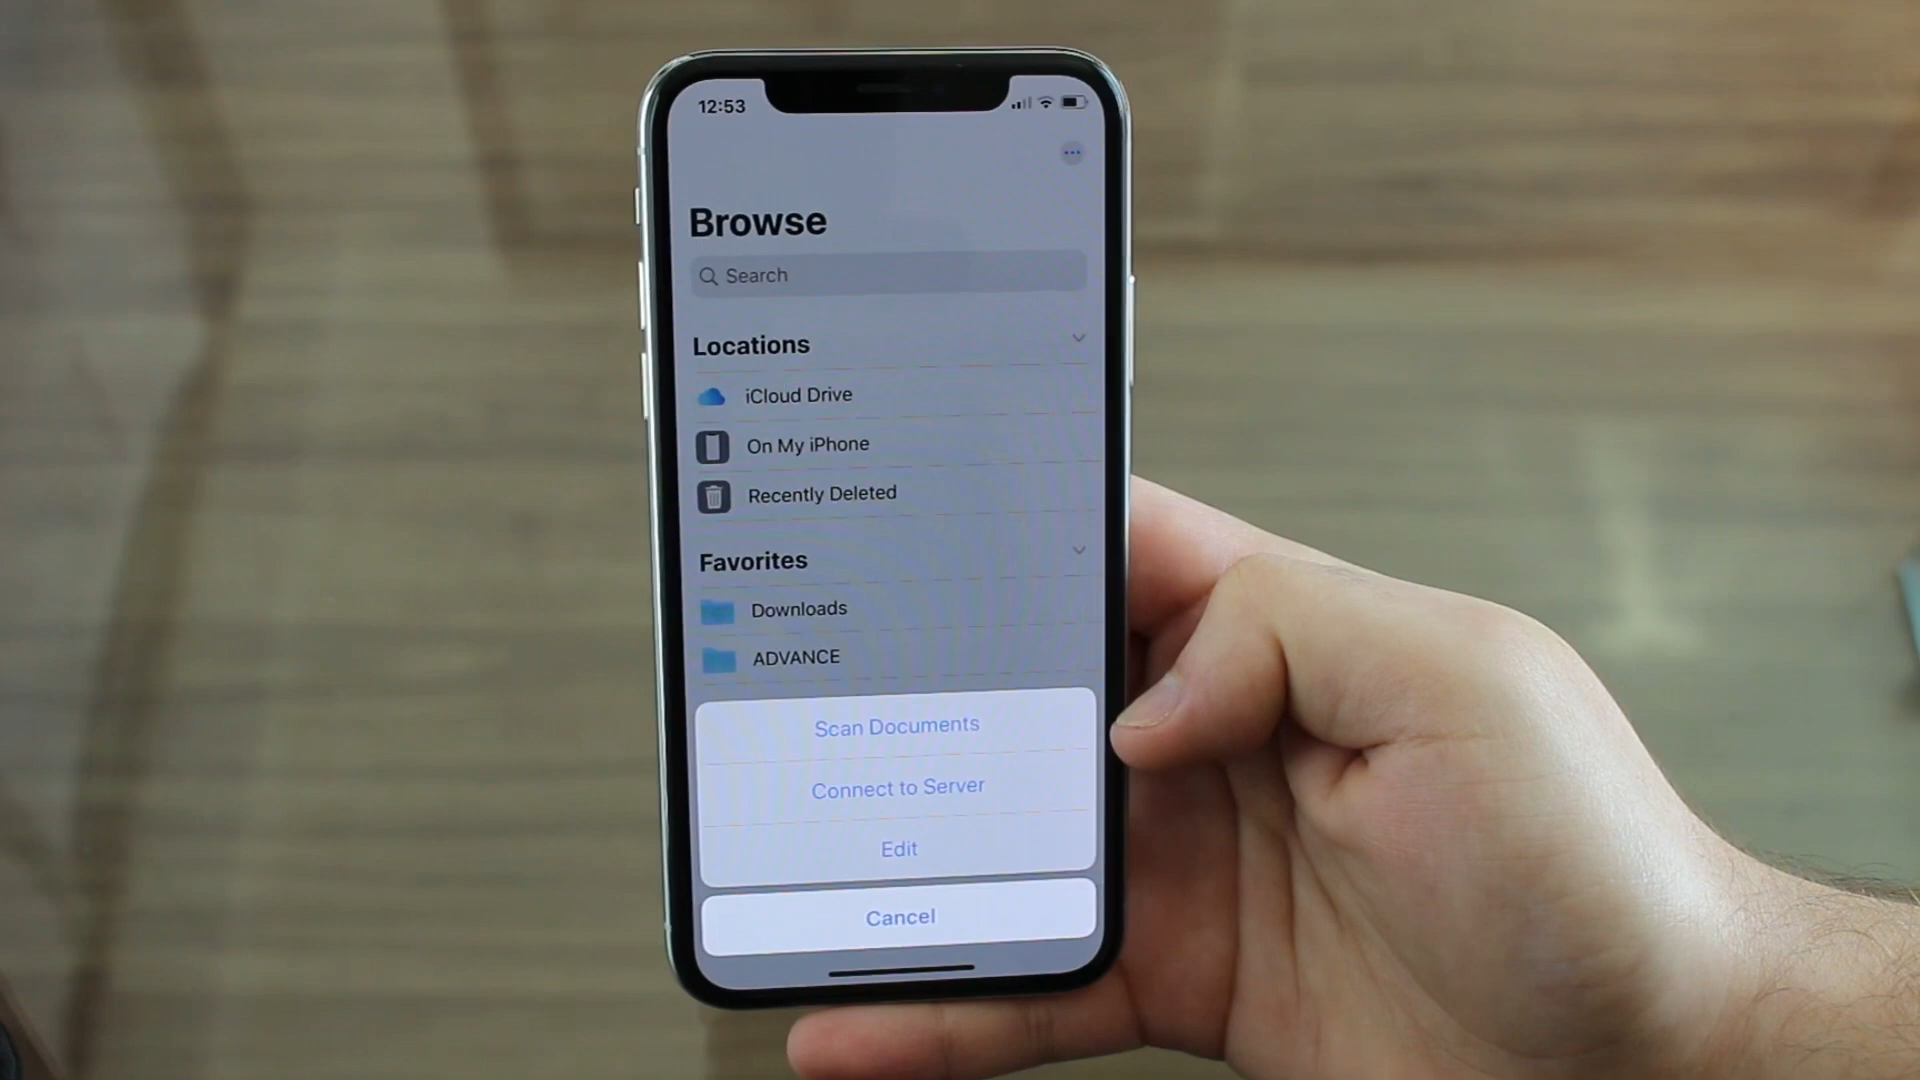 12:53
Browse
Search
Locations
iCloud Drive
On My iPhone
Recently Deleted
Favorites
Downloads
ADVANCE
Scan Documents
Connect to Server
Edit
Cancel